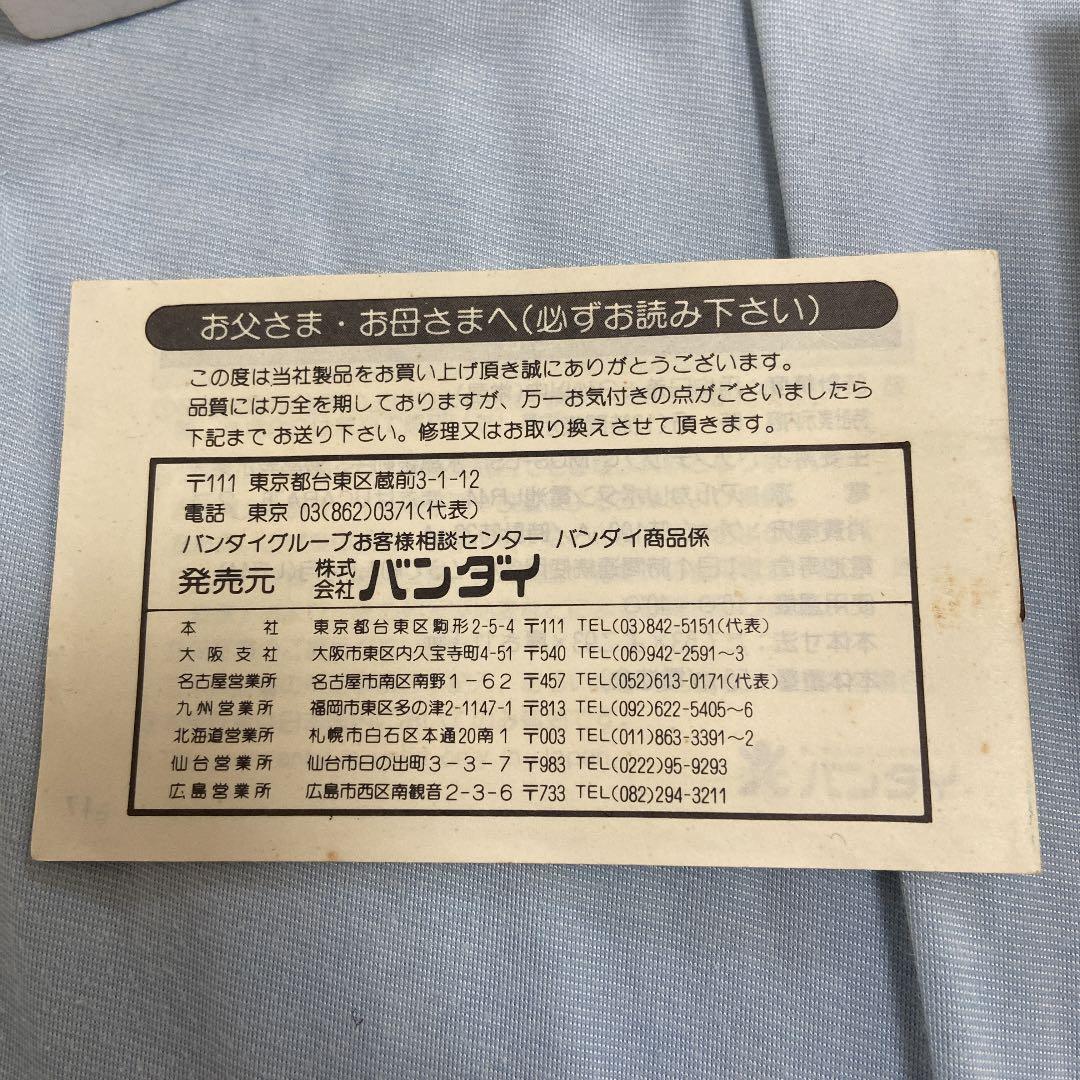 お父さま・お母さまへ(必ずお読み下さい)
この度は当社製品をお買い上げ頂き誠にありがとうございます。
品質には万全を期しておりますが、万一お気付きの点がございましたら
下記まで お送り下さい。修理又はお取り換えさせて頂きます。
〒111 東京都台東区蔵前3-1-12
電話 東京 03(862)0371(代表)
バンダイグループお客様相談センター バンダイ商品係
発売元 株式会社 バンダイ
本社 東京都台東区駒形2-5-4 〒111 TEL(03)842-5151(代表)
大阪支社 大阪市東区内久宝寺町4-51 〒540 TEL(06)942-2591~3
名古屋営業所 名古屋市南区南野1-62 〒457 TEL(052)613-0171(代表)
九州営業所 福岡市東区多の津2-1147-1 〒813 TEL(092)622-5405~6
北海道営業所 札幌市白石区本通20南1 〒003 TEL(011)863-3391~2
仙台営業所 仙台市日の出町3-3-7 〒983 TEL(0222)95-9293
広島営業所 広島市西区南観音2-3-6 〒733 TEL(082)294-3211